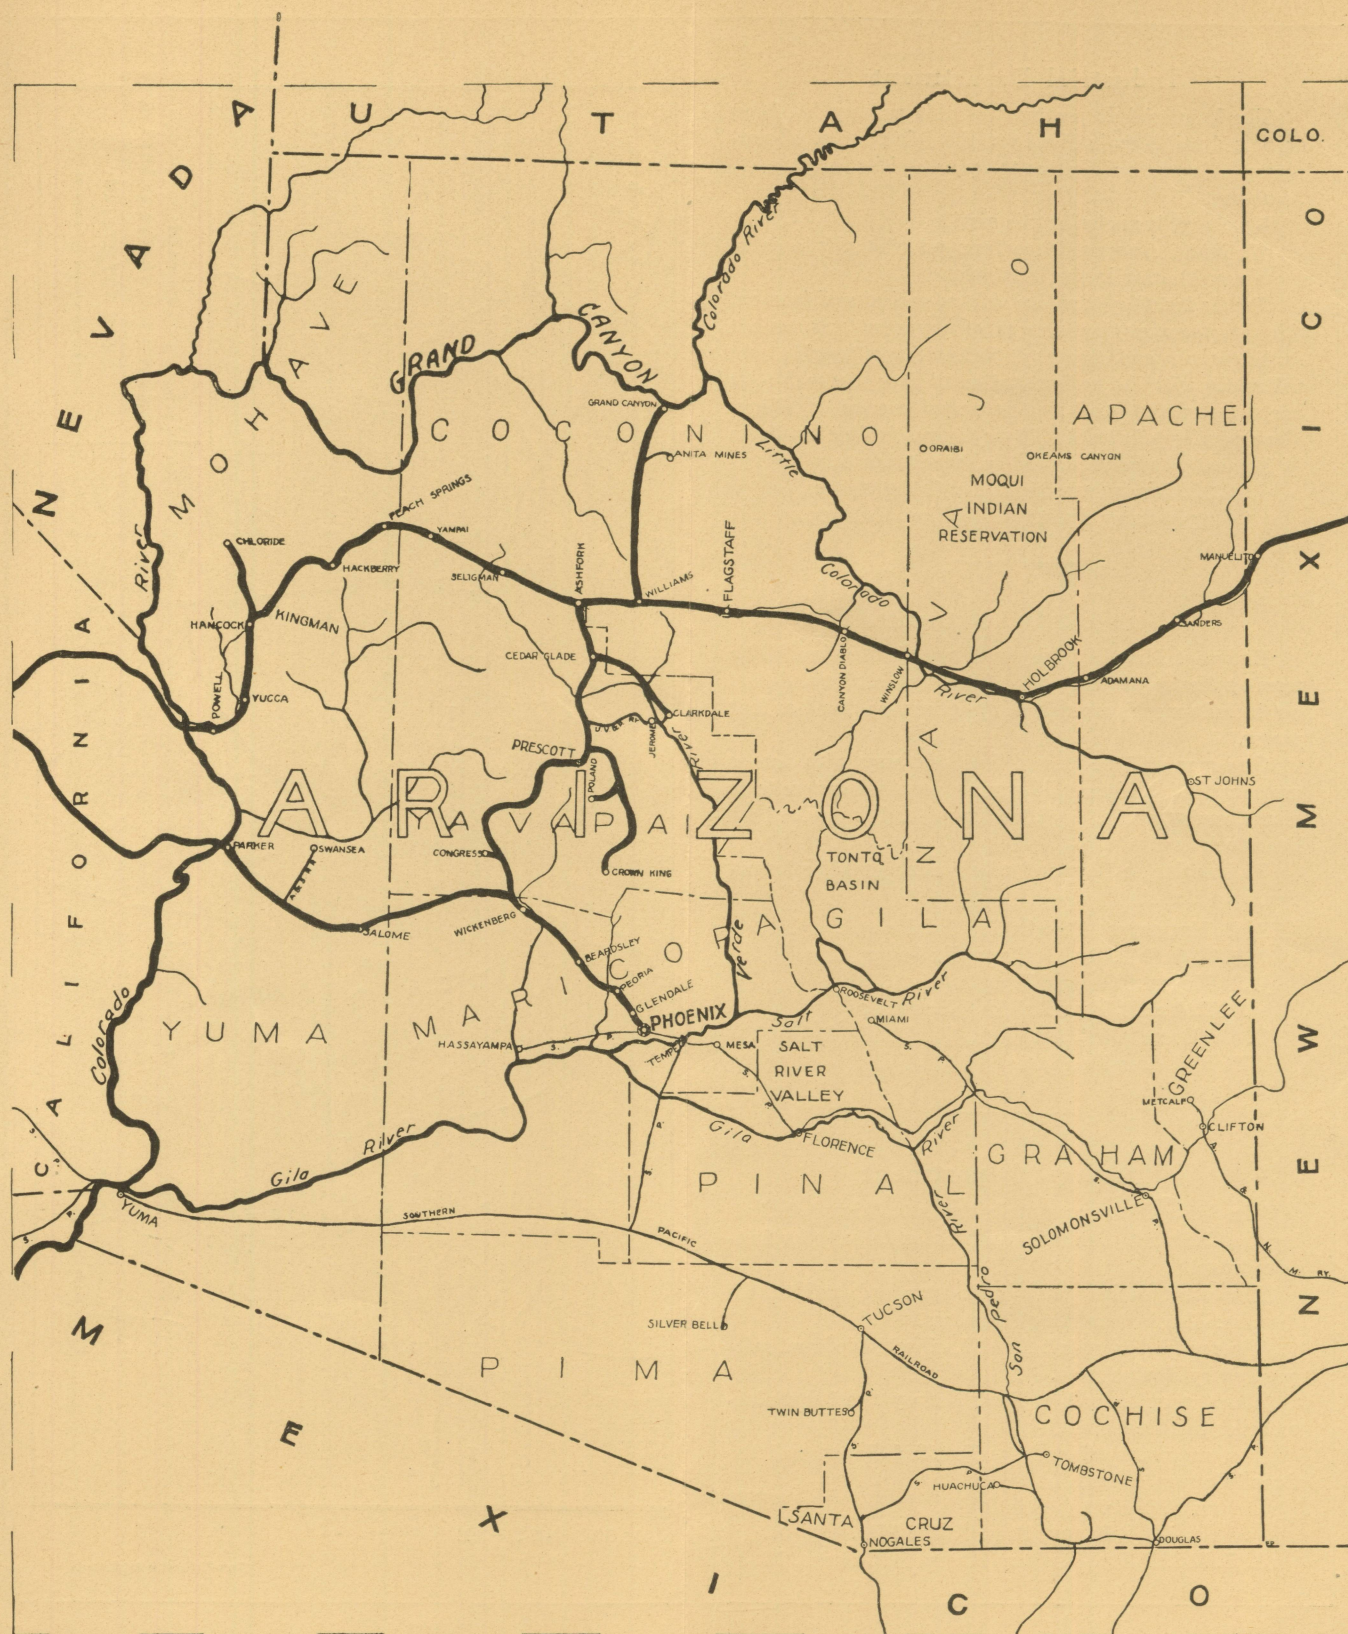 NEVADA
UTAH
COLO.
NEW MEXICO
CALIFORNIA
MEXICO
ARIZONA
MOHAVE
COCONINO
NAVAJO
APACHE
YAVAPAI
YUMA
MARICOPA
GILA
GREENLEE
GRAHAM
PINAL
PIMA
COCHISE
SANTA CRUZ
GRAND CANYON
Colorado River
GRAND CANYON
ANITA MINES
Little Colorado River
ORAIBI
KEAMS CANYON
MOQUI
INDIAN
RESERVATION
PEACH SPRINGS
YAMPAI
CHLORIDE
HACKBERRY
SELIGMAN
ASHFORK
WILLIAMS
FLAGSTAFF
MANUELITO
River
HANCOCK
KINGMAN
CEDAR GLADE
CANYON DIABLO
WINSLOW
HOLBROOK
SANDERS
ADAMANA
POWELL
YUCCA
CLARKDALE
JEROME
River
PRESCOTT
POLAND
ST JOHNS
PARKER
SWANSEA
CONGRESS
CROWN KING
TONTO
BASIN
SALOME
WICKENBERG
BEARDSLEY
PEORIA
GLENDALE
Verde
ROOSEVELT
River
PHOENIX
Salt
MIAMI
Colorado
HASSAYAMPA
S.
P.
TEMPE
MESA
SALT
RIVER
VALLEY
S.
A.
METCALF
CLIFTON
Gila
FLORENCE
River
Gila River
YUMA
SOUTHERN
PACIFIC
RAILROAD
SOLOMONSVILLE
River
San Pedro
N.
M. RY.
SILVER BELL
TUCSON
TWIN BUTTES
TOMBSTONE
HUACHUCA
NOGALES
DOUGLAS